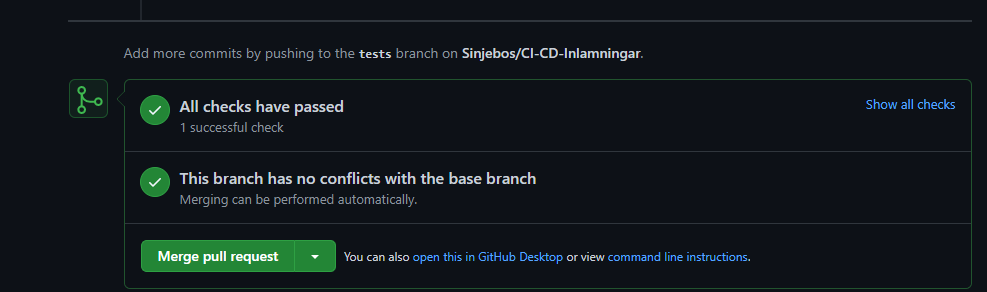 Add more commits by pushing to the tests branch on Sinjebos/CI-CD-Inlamningar.
All checks have passed
Show all checks
1 successful check
This branch has no conflicts with the base branch
Merging can be performed automatically.
Merge pull request
You can also open this in GitHub Desktop or view command line instructions.